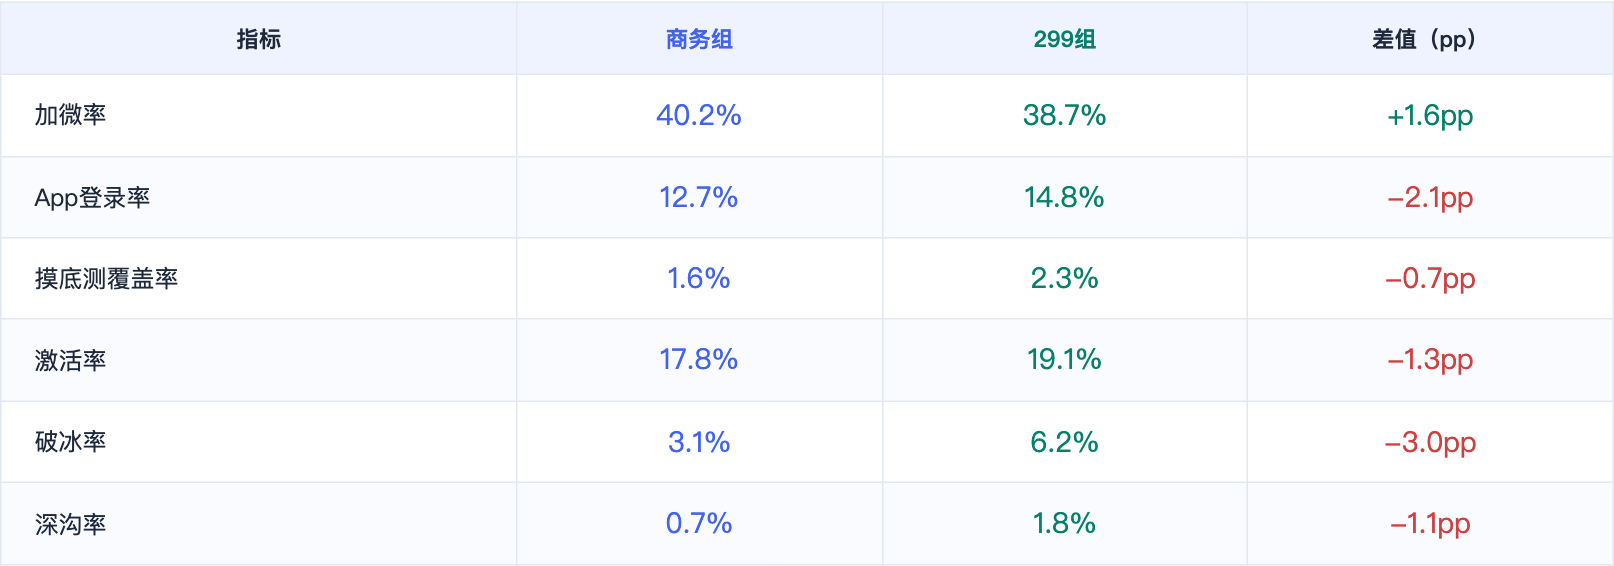 指标 商务组 299组 差值（pp）
加微率 40.2% 38.7% +1.6pp
App登录率 12.7% 14.8% −2.1pp
摸底测覆盖率 1.6% 2.3% −0.7pp
激活率 17.8% 19.1% −1.3pp
破冰率 3.1% 6.2% −3.0pp
深沟率 0.7% 1.8% −1.1pp